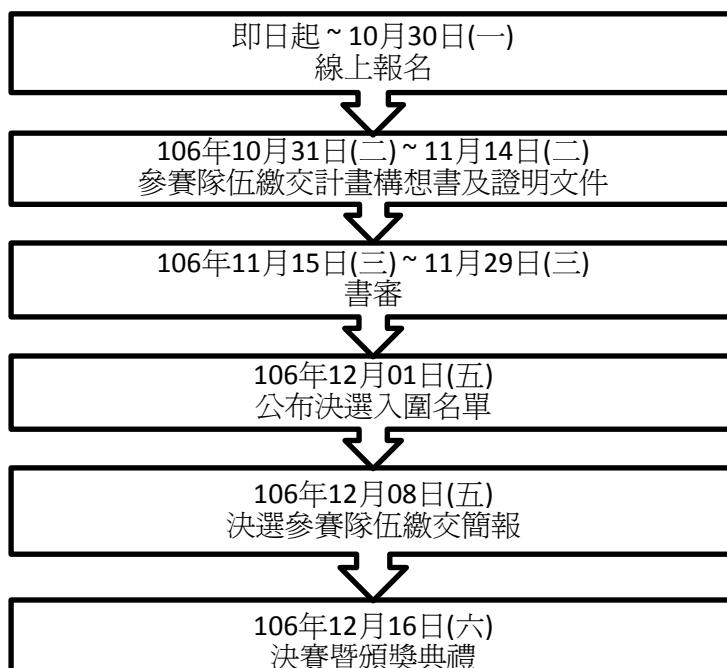 即日起 ~ 10月30日(一)
線上報名
106年10月31日(二) ~ 11月14日(二)
參賽隊伍繳交計畫構想書及證明文件
106年11月15日(三) ~ 11月29日(三)
書審
106年12月01日(五)
公布決選入圍名單
106年12月08日(五)
決選參賽隊伍繳交簡報
106年12月16日(六)
決賽暨頒獎典禮